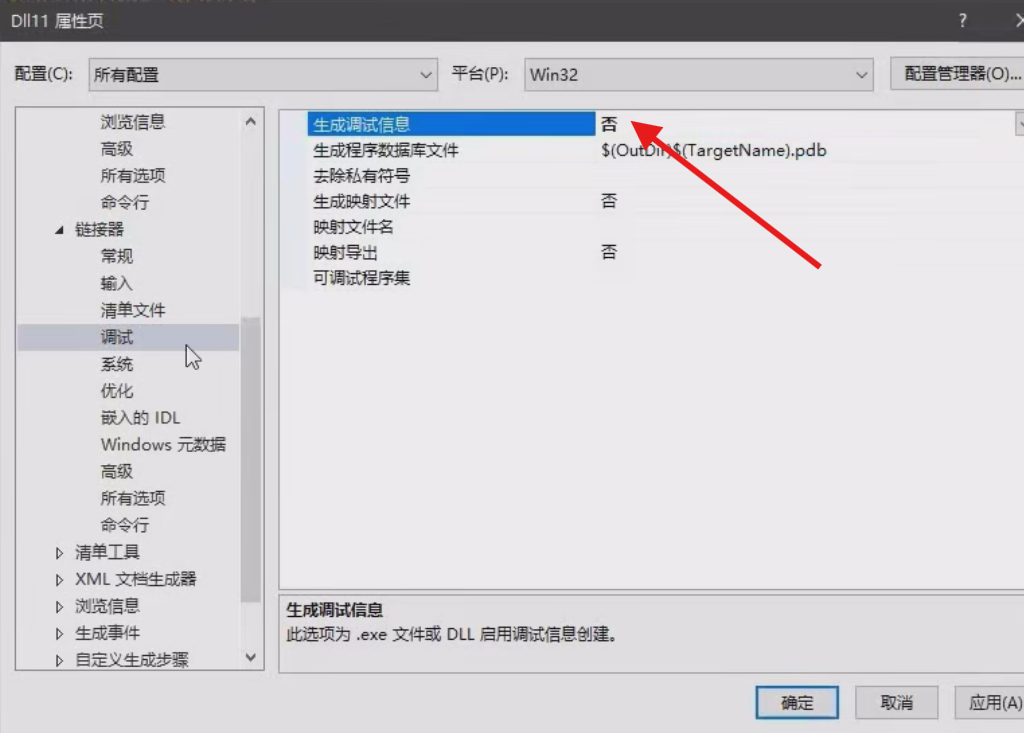 Dll11 属性页
?
配置(C):
所有配置
平台(P):
Win32
配置管理器(O)...
浏览信息
高级
所有选项
命令行
链接器
常规
输入
清单文件
调试
系统
优化
嵌入的 IDL
Windows 元数据
高级
所有选项
命令行
清单工具
XML 文档生成器
浏览信息
生成事件
自定义生成步骤
生成调试信息 否
生成程序数据库文件 $(OutDir)$(TargetName).pdb
去除私有符号
生成映射文件 否
映射文件名
映射导出 否
可调试程序集
生成调试信息
此选项为 .exe 文件或 DLL 启用调试信息创建。
确定
取消
应用(A)